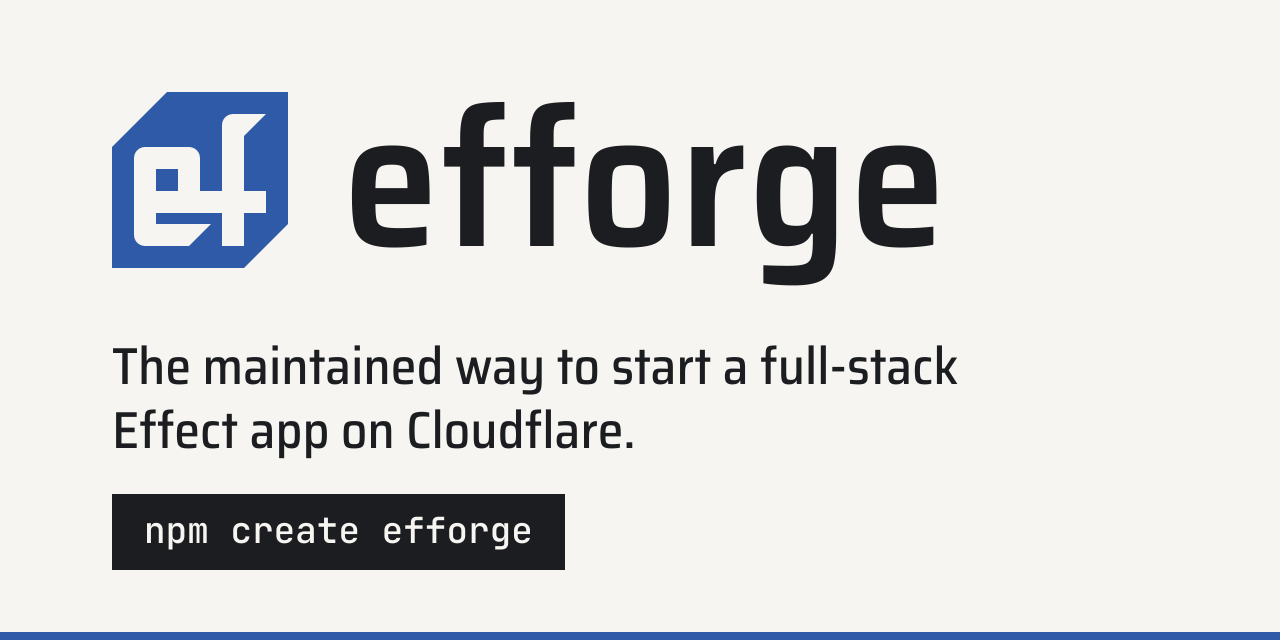 ef efforge
The maintained way to start a full-stack
Effect app on Cloudflare.
npm create efforge